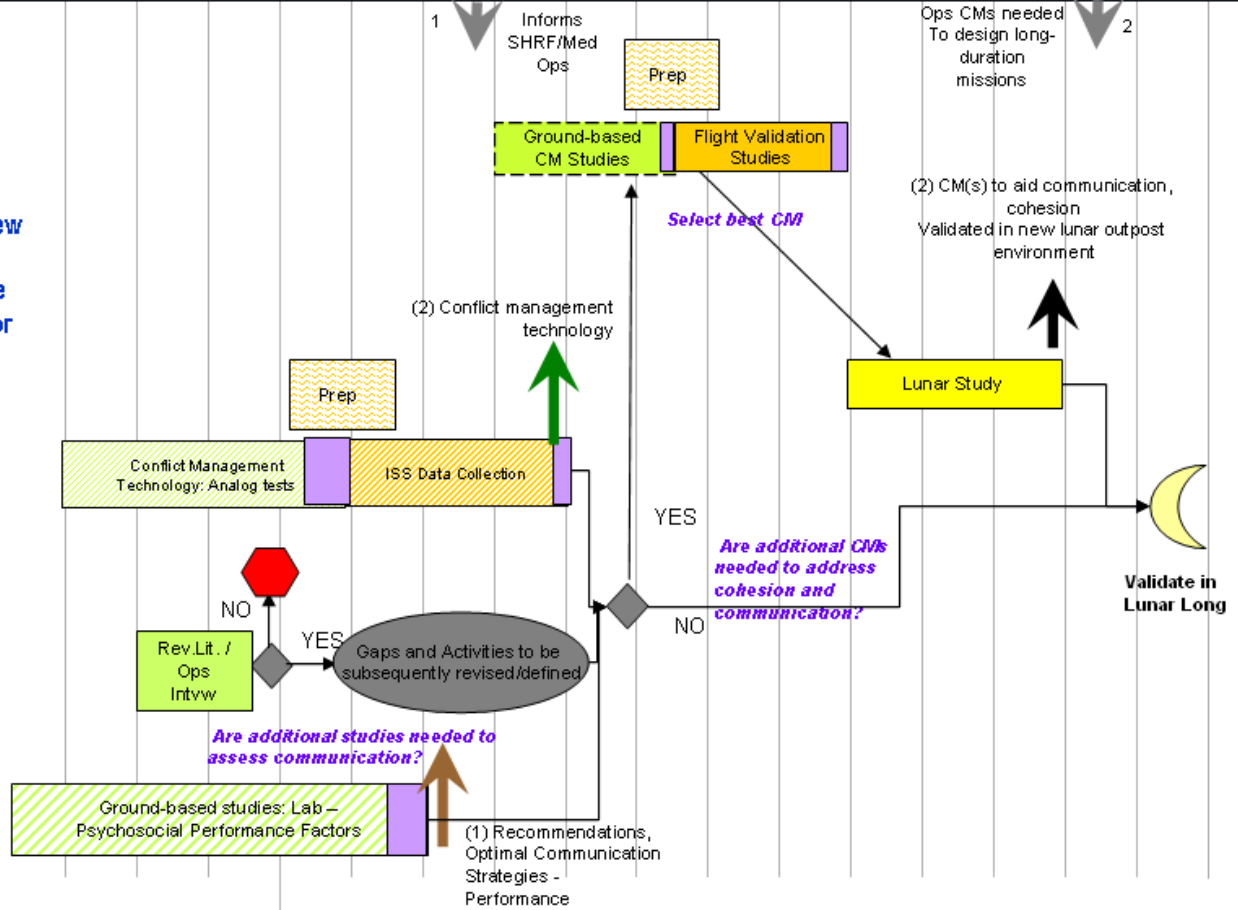 1
Informs
SHRF/Med
Ops
Ops CMs needed
To design long-
duration
missions
2
Prep
Ground-based
CM Studies
Flight Validation
Studies
Select best CM
(2) CM(s) to aid communication,
cohesion
Validated in new lunar outpost
environment
ew
e
or
(2) Conflict management
technology
Prep
Lunar Study
Conflict Management
Technology: Analog tests
ISS Data Collection
YES
Are additional CMs
needed to address
cohesion and
communication?
NO
Validate in
Lunar Long
NO
YES
Rev.Lit. /
Ops
Intvw
Gaps and Activities to be
subsequently revised/defined
Are additional studies needed to
assess communication?
Ground-based studies: Lab –
Psychosocial Performance Factors
(1) Recommendations,
Optimal Communication
Strategies -
Performance